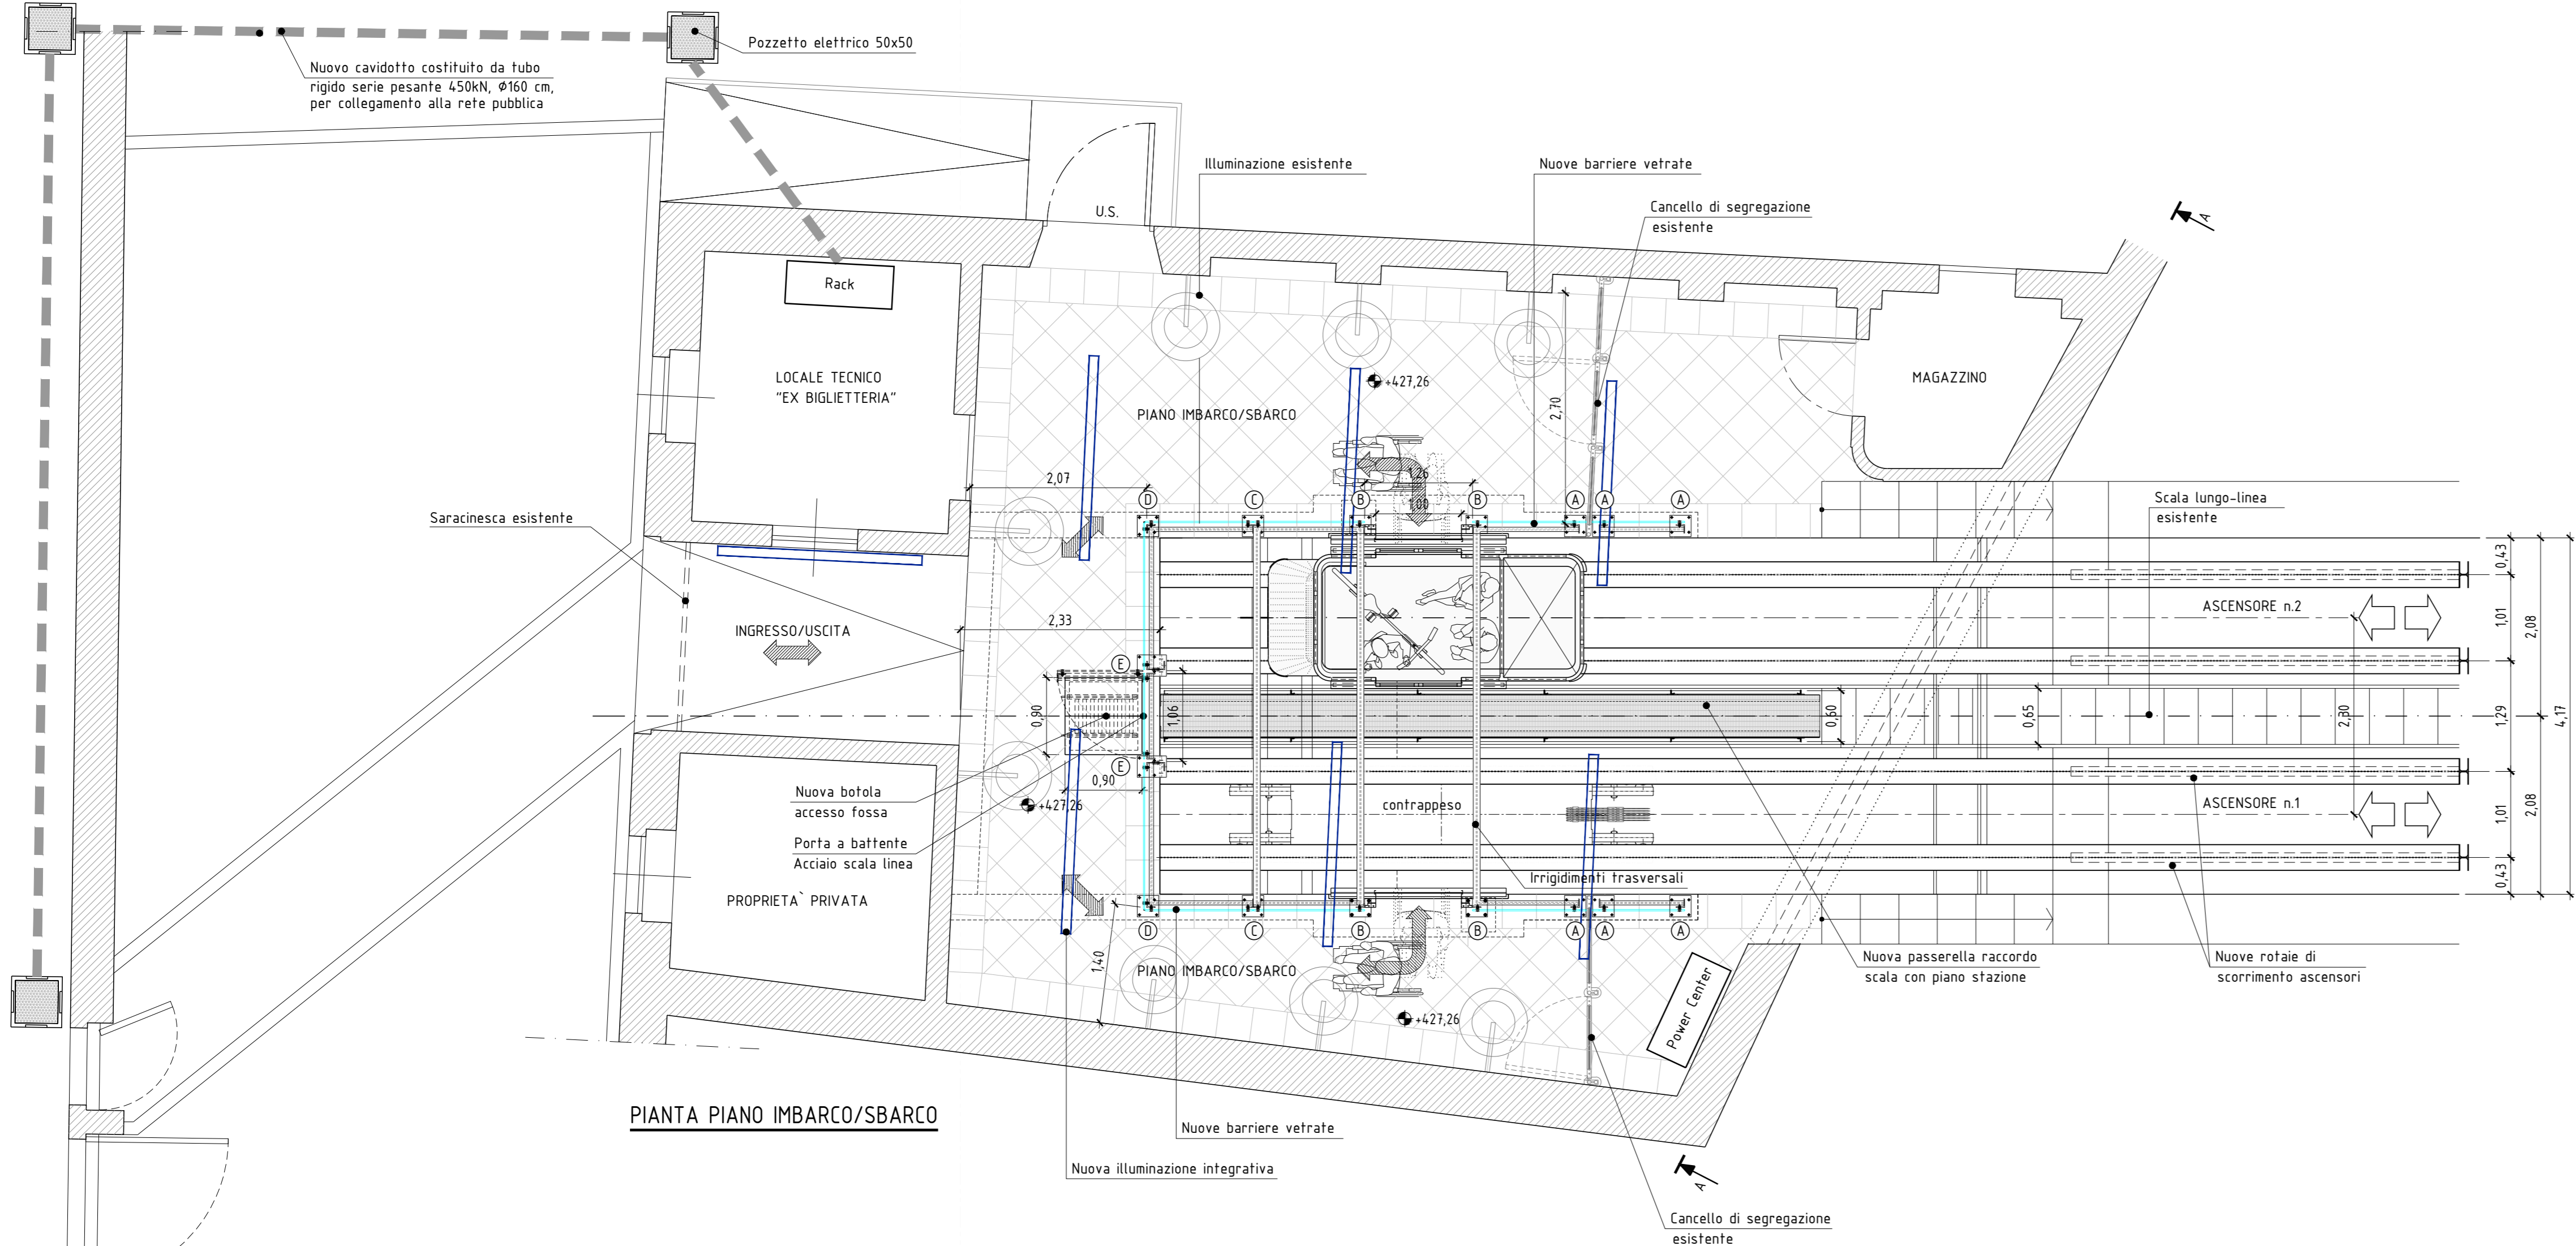 Pozzetto elettrico 50x50
Nuovo cavidotto costituito da tubo
rigido serie pesante 450kN, Ø160 cm,
per collegamento alla rete pubblica
Illuminazione esistente
Nuove barriere vetrate
Cancello di segregazione
esistente
A
U.S.
Rack
LOCALE TECNICO
"EX BIGLIETTERIA"
MAGAZZINO
+427,26
PIANO IMBARCO/SBARCO
2,70
2,07
1,26
1,00
D
C
B
B
A
A
A
Saracinesca esistente
Scala lungo-linea
esistente
0,43
ASCENSORE n.2
1,01
2,08
INGRESSO/USCITA
2,33
E
0,90
1,06
0,60
0,65
2,30
1,29
4,17
E
0,90
Nuova botola
accesso fossa
+427,26
contrappeso
ASCENSORE n.1
1,01
2,08
Porta a battente
Acciaio scala linea
Irrigidimenti trasversali
0,43
PROPRIETA` PRIVATA
D
C
B
B
A
A
A
1,40
PIANO IMBARCO/SBARCO
Nuova passerella raccordo
scala con piano stazione
Nuove rotaie di
scorrimento ascensori
Power Center
+427,26
PIANTA PIANO IMBARCO/SBARCO
Nuove barriere vetrate
Nuova illuminazione integrativa
A
Cancello di segregazione
esistente